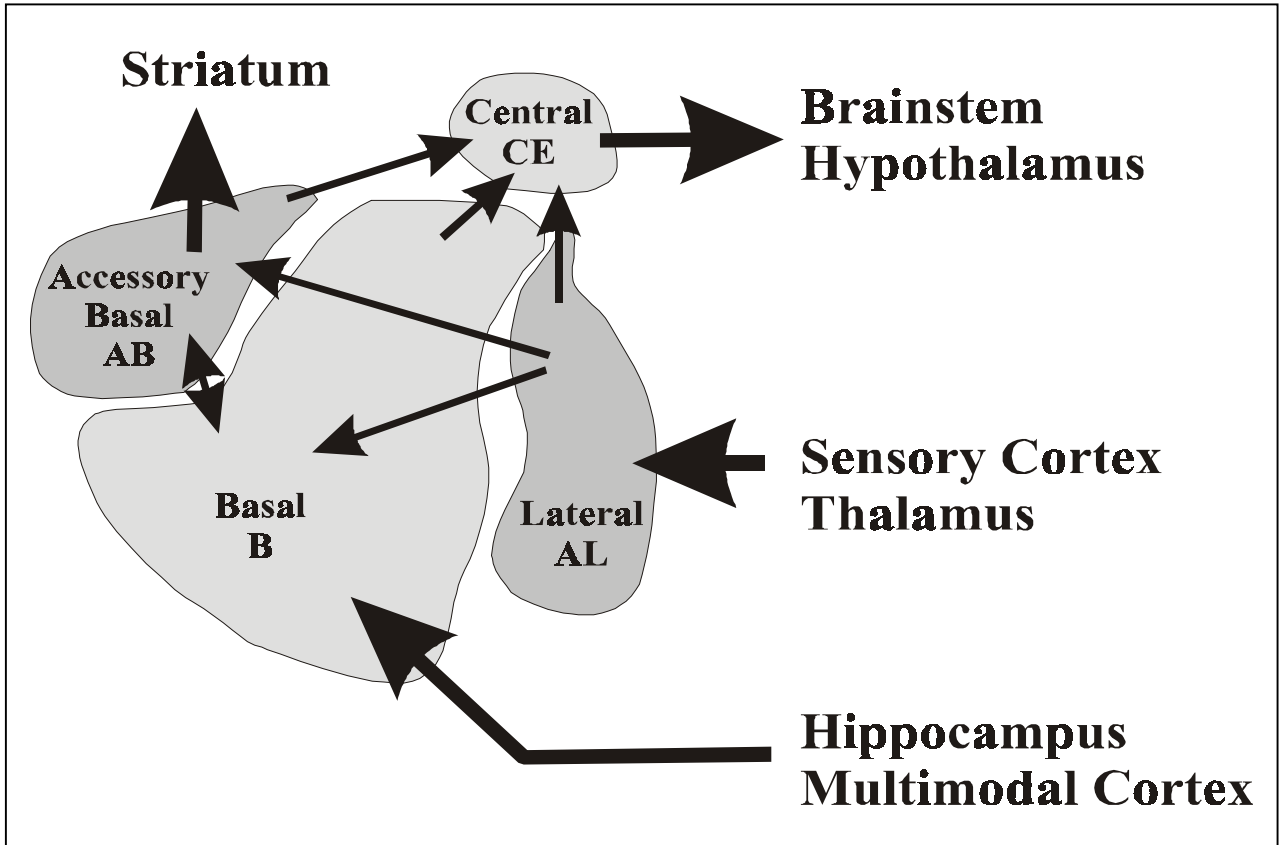 Striatum
Central
CE
Brainstem
Hypothalamus
Accessory
Basal
AB
Sensory Cortex
Thalamus
Basal
B
Lateral
AL
Hippocampus
Multimodal Cortex